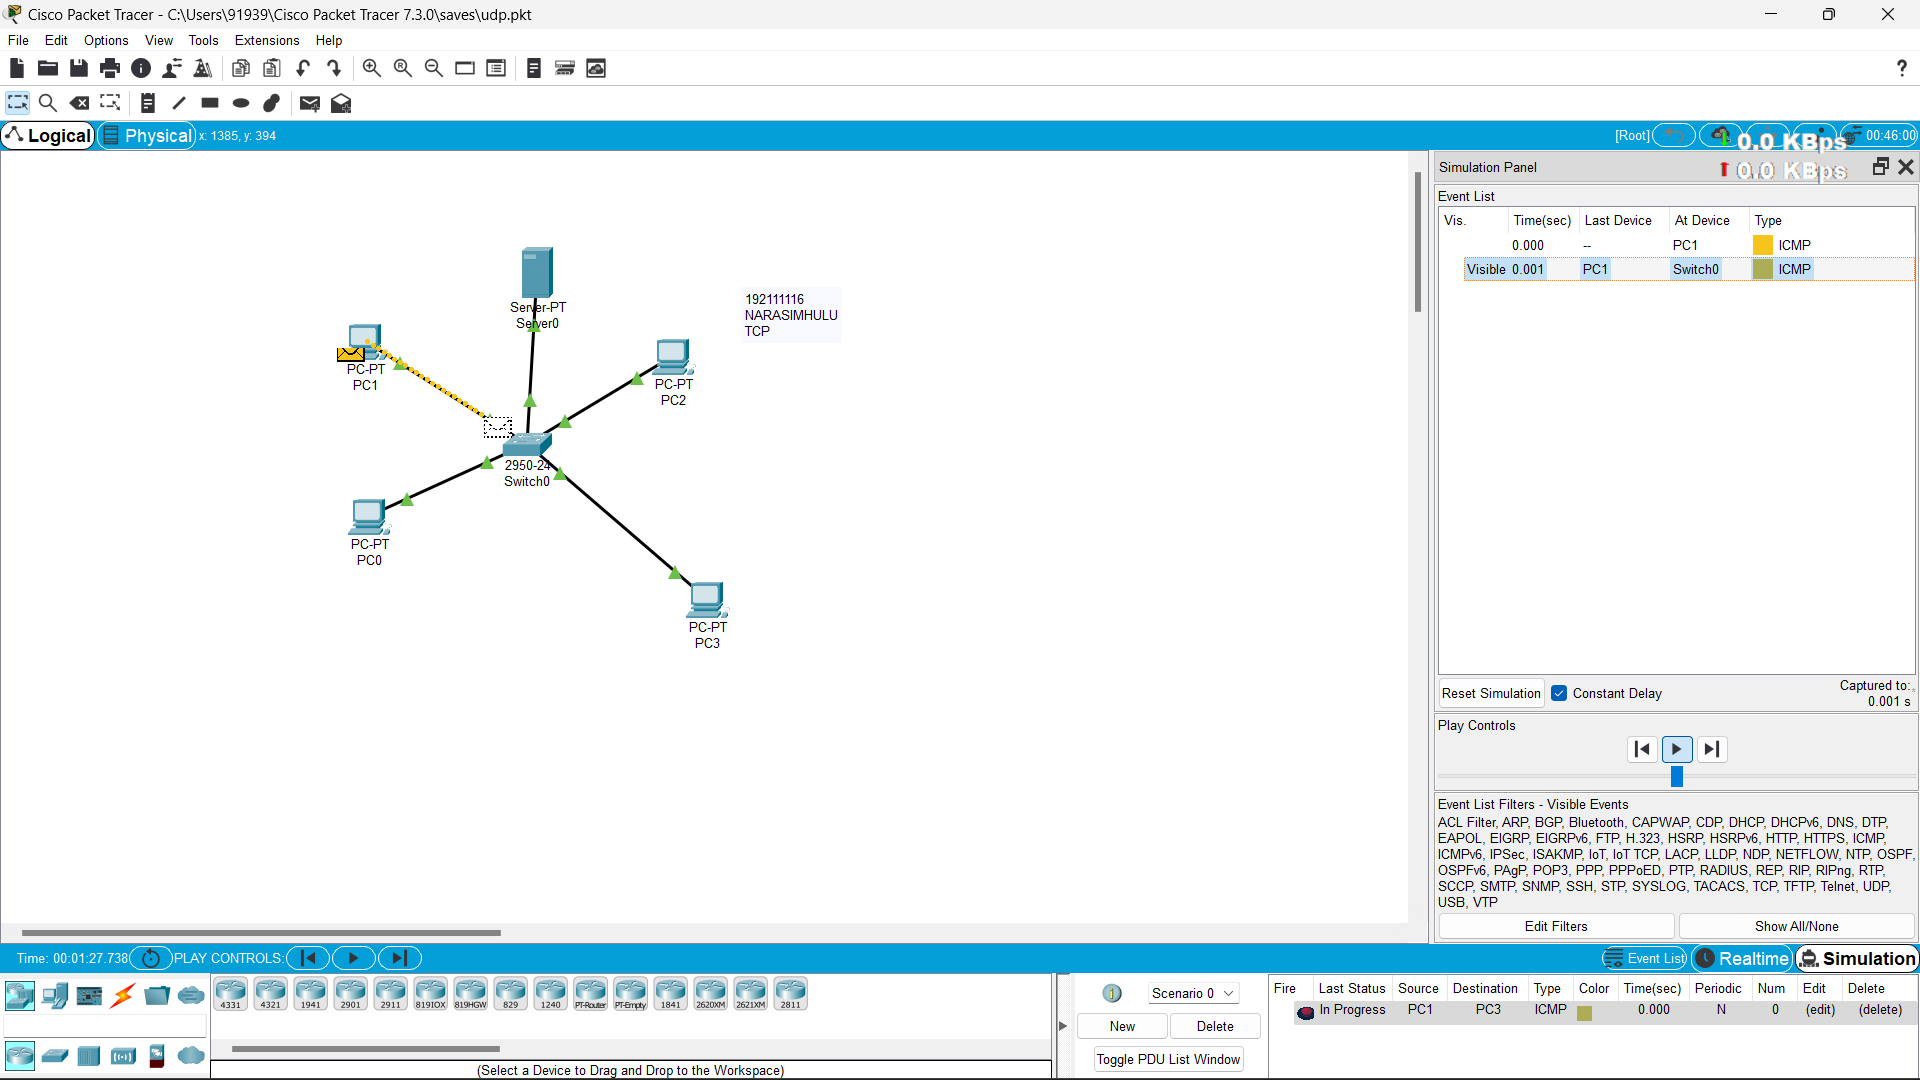 Cisco Packet Tracer - C:\Users\91939\Cisco Packet Tracer 7.3.0\saves\udp.pkt
File Edit Options View Tools Extensions Help
Logical Physical x: 1385, y: 394 [Root] 00:46:00
0.0 KBps
0.0 KBps
Simulation Panel
Event List
Vis. Time(sec) Last Device At Device Type
0.000 -- PC1 ICMP
Visible 0.001 PC1 Switch0 ICMP
Server-PT
Server0
192111116
NARASIMHULU
TCP
PC-PT
PC1
PC-PT
PC2
2950-24
Switch0
PC-PT
PC0
PC-PT
PC3
Reset Simulation Constant Delay
Captured to:
0.001 s
Play Controls
Event List Filters - Visible Events
ACL Filter, ARP, BGP, Bluetooth, CAPWAP, CDP, DHCP, DHCPv6, DNS, DTP,
EAPOL, EIGRP, EIGRPv6, FTP, H.323, HSRP, HSRPv6, HTTP, HTTPS, ICMP,
ICMPv6, IPSec, ISAKMP, IoT, IoT TCP, LACP, LLDP, NDP, NETFLOW, NTP, OSPF,
OSPFv6, PAgP, POP3, PPP, PPPoED, PTP, RADIUS, REP, RIP, RIPng, RTP,
SCCP, SMTP, SNMP, SSH, STP, SYSLOG, TACACS, TCP, TFTP, Telnet, UDP,
USB, VTP
Edit Filters Show All/None
Time: 00:01:27.738 PLAY CONTROLS: Event List Realtime Simulation
4331 4321 1941 2901 2911 819IOX 819HGW 829 1240 PT-Router PT-Empty 1841 2620XM 2621XM 2811
(Select a Device to Drag and Drop to the Workspace)
Scenario 0
New Delete
Toggle PDU List Window
Fire Last Status Source Destination Type Color Time(sec) Periodic Num Edit Delete
In Progress PC1 PC3 ICMP 0.000 N 0 (edit) (delete)